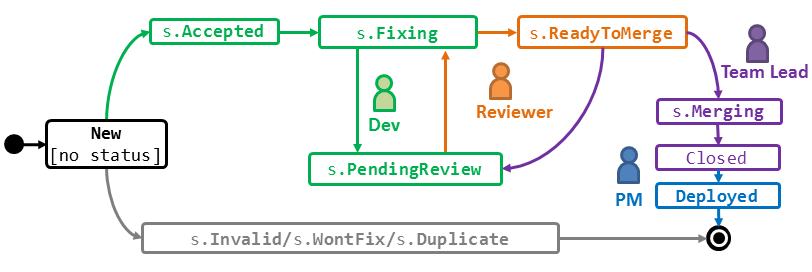 s.Accepted
s.Fixing
s.ReadyToMerge
Team Lead
Dev
Reviewer
s.Merging
New
[no status]
s.PendingReview
Closed
PM
Deployed
s.Invalid/s.WontFix/s.Duplicate